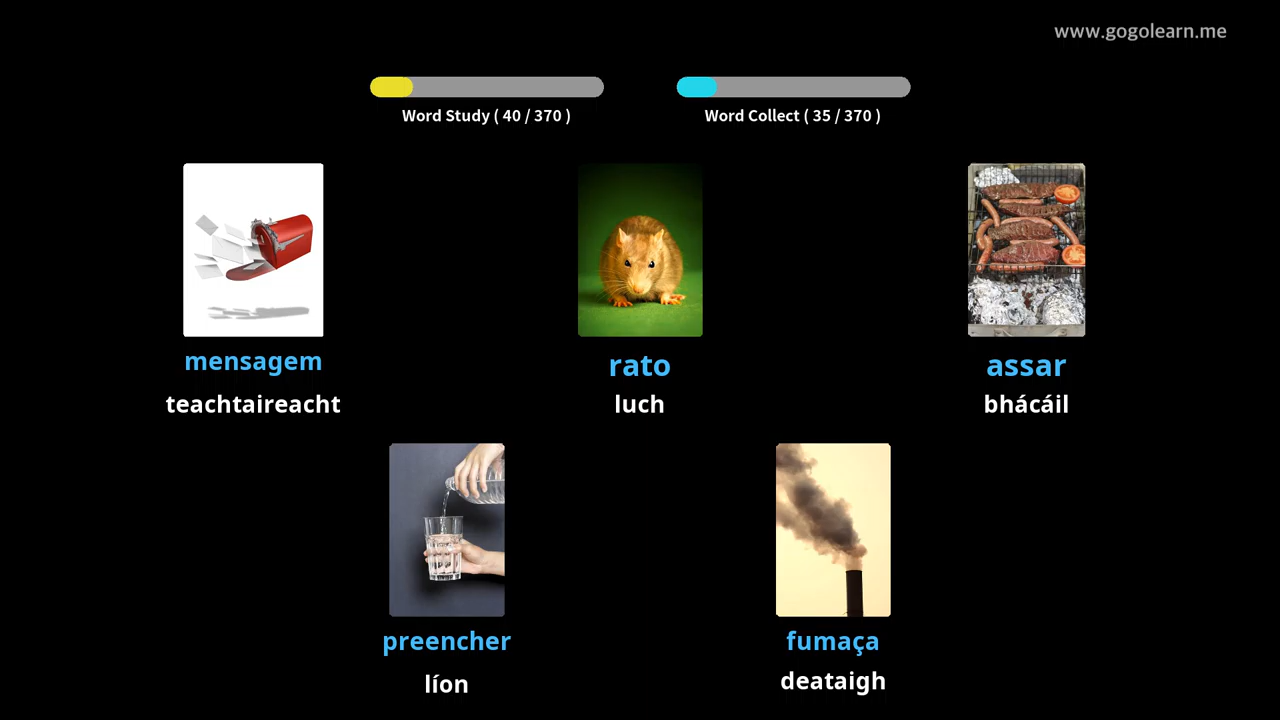 www.gogolearn.me
Word Study ( 40 / 370 )
Word Collect ( 35 / 370 )
mensagem
teachtaireacht
rato
luch
assar
bhácáil
preencher
líon
fumaça
deataigh